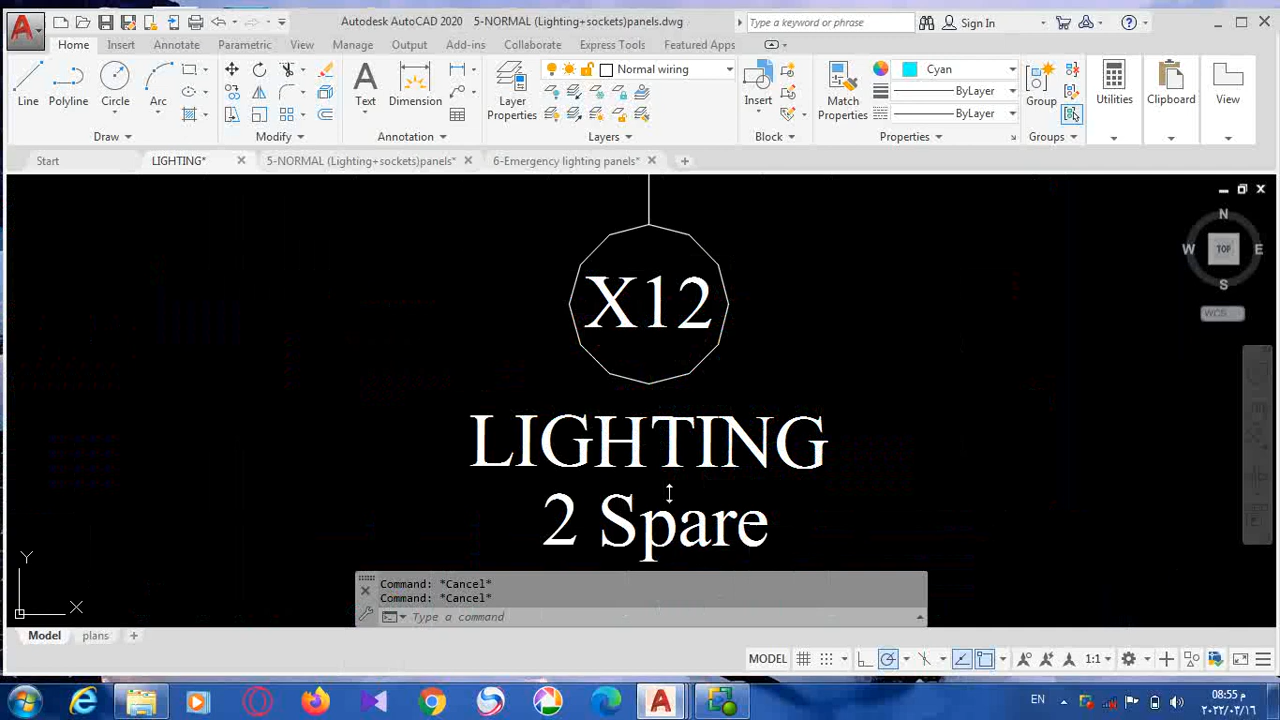 Autodesk AutoCAD 2020 5-NORMAL (Lighting+sockets)panels.dwg
Type a keyword or phrase
Sign In
Home Insert Annotate Parametric View Manage Output Add-ins Collaborate Express Tools Featured Apps
Line Polyline Circle Arc
Draw
Modify
Text Dimension
Annotation
Layer Properties
Normal wiring
Layers
Insert
Block
Match Properties
Cyan
ByLayer
ByLayer
Properties
Group
Groups
Utilities
Clipboard
View
Start LIGHTING* 5-NORMAL (Lighting+sockets)panels* 6-Emergency lighting panels*
N
W TOP E
S
WCS
X12
LIGHTING
2 Spare
Y
X
Command: *Cancel*
Command: *Cancel*
Type a command
Model plans
MODEL 1:1
EN
08:55 م
٢٠٢٢/٠٣/١٦